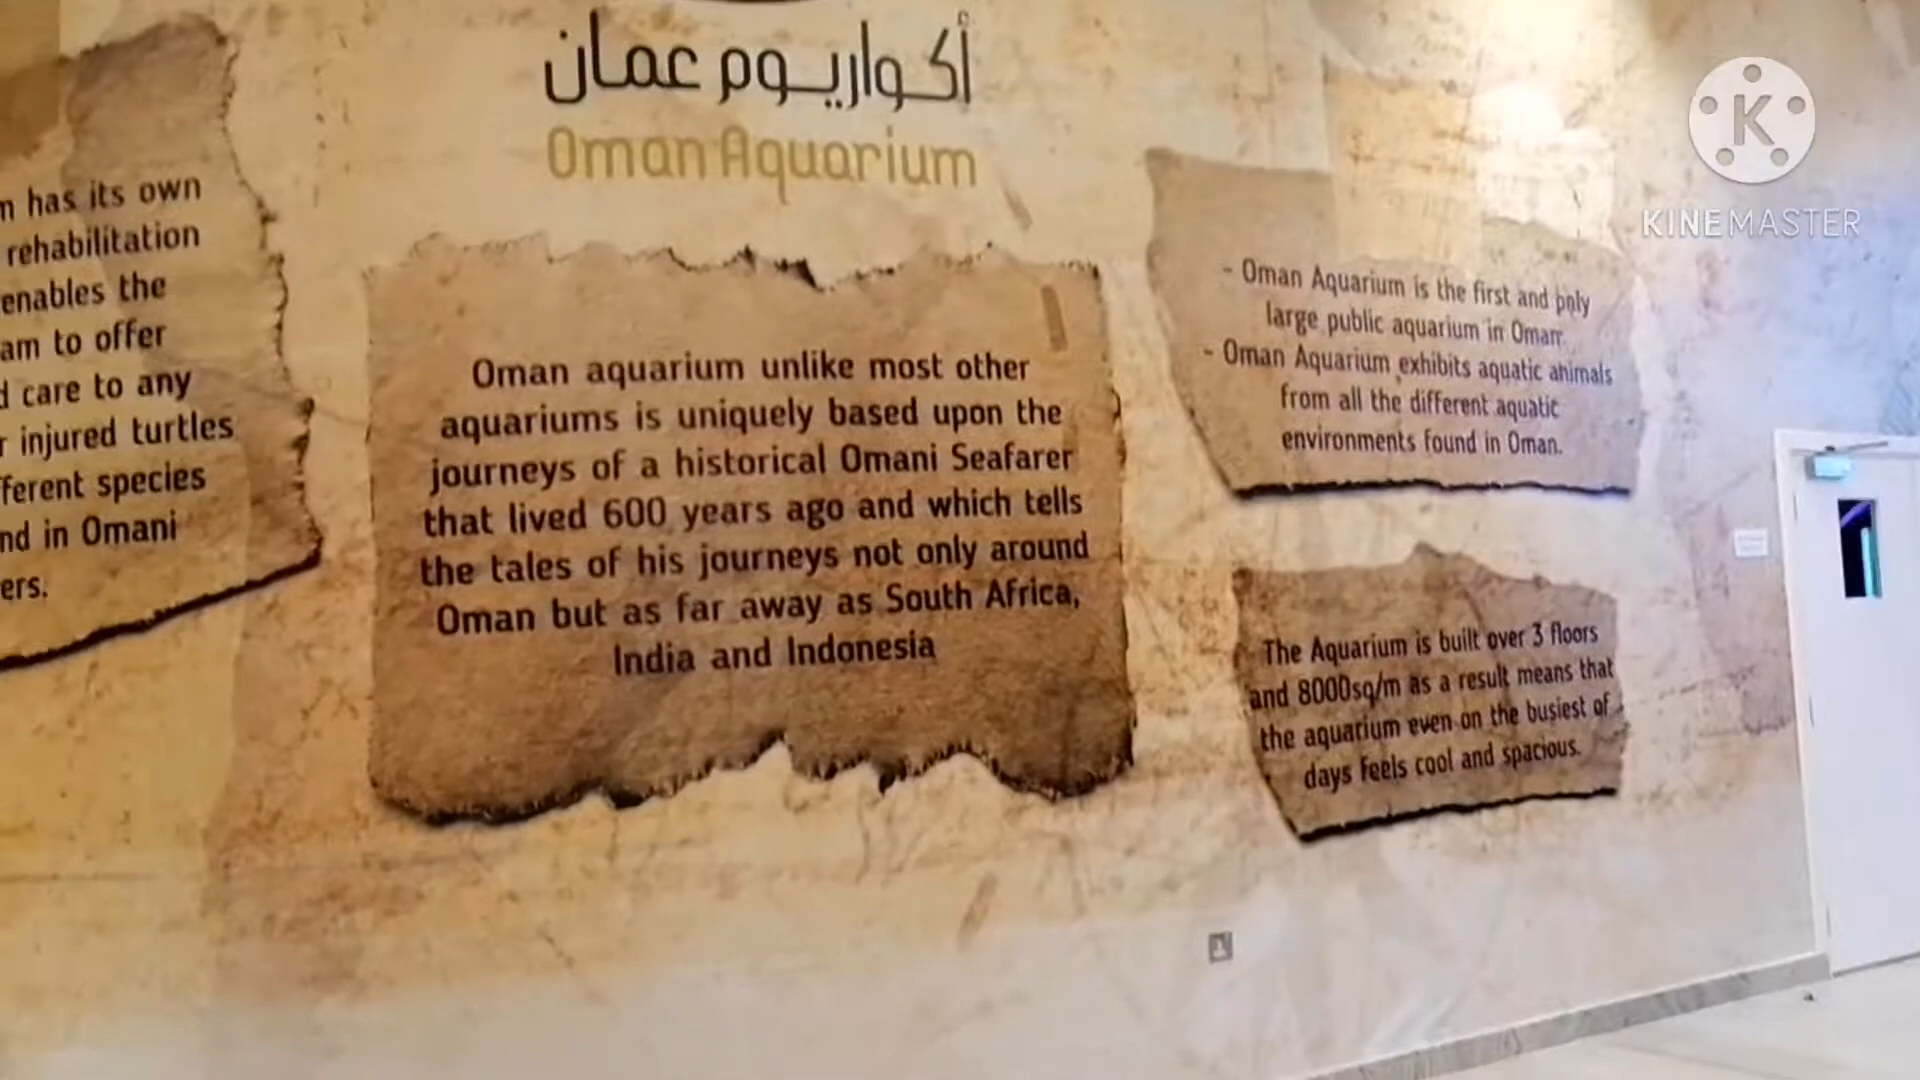 أكواريوم عمان
Oman Aquarium
has its own
rehabilitation
enables the
to offer
care to any
injured turtles
species
in Omani
Oman aquarium unlike most other
aquariums is uniquely based upon the
journeys of a historical Omani Seafarer
that lived 600 years ago and which tells
the tales of his journeys not only around
Oman but as far away as South Africa,
India and Indonesia
- Oman Aquarium is the first and only
large public aquarium in Oman.
- Oman Aquarium exhibits aquatic animals
from all the different aquatic
environments found in Oman.
The Aquarium is built over 3 floors
and 8000sq/m as a result means that
the aquarium even on the busiest of
days feels cool and spacious.
K
KINEMASTER